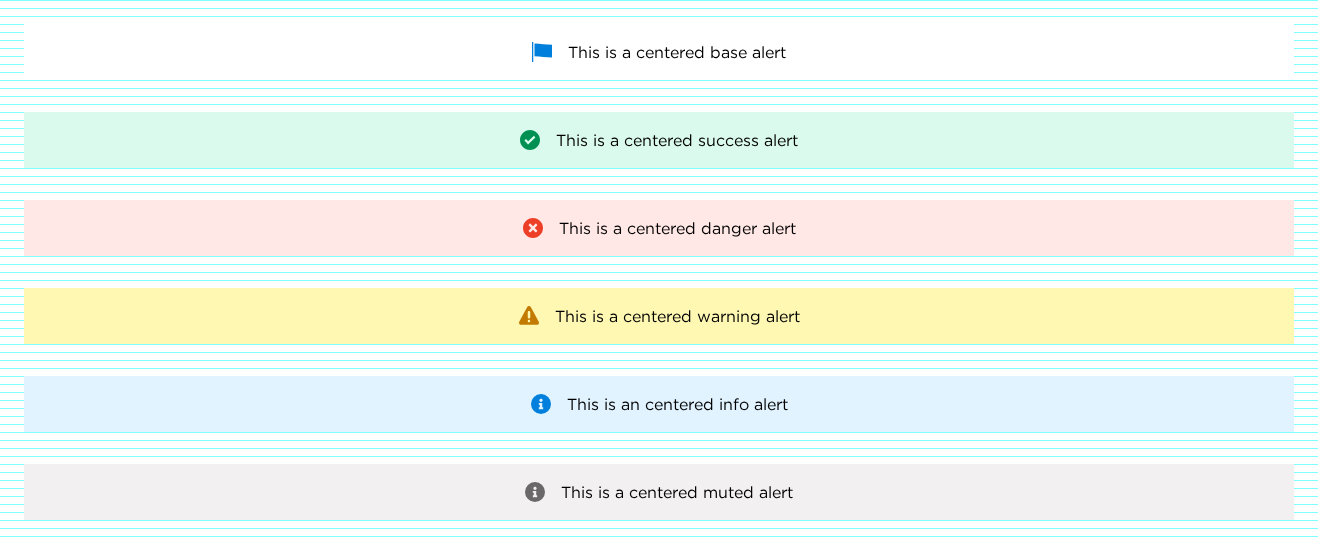 This is a centered base alert
This is a centered success alert
This is a centered danger alert
This is a centered warning alert
This is an centered info alert
This is a centered muted alert